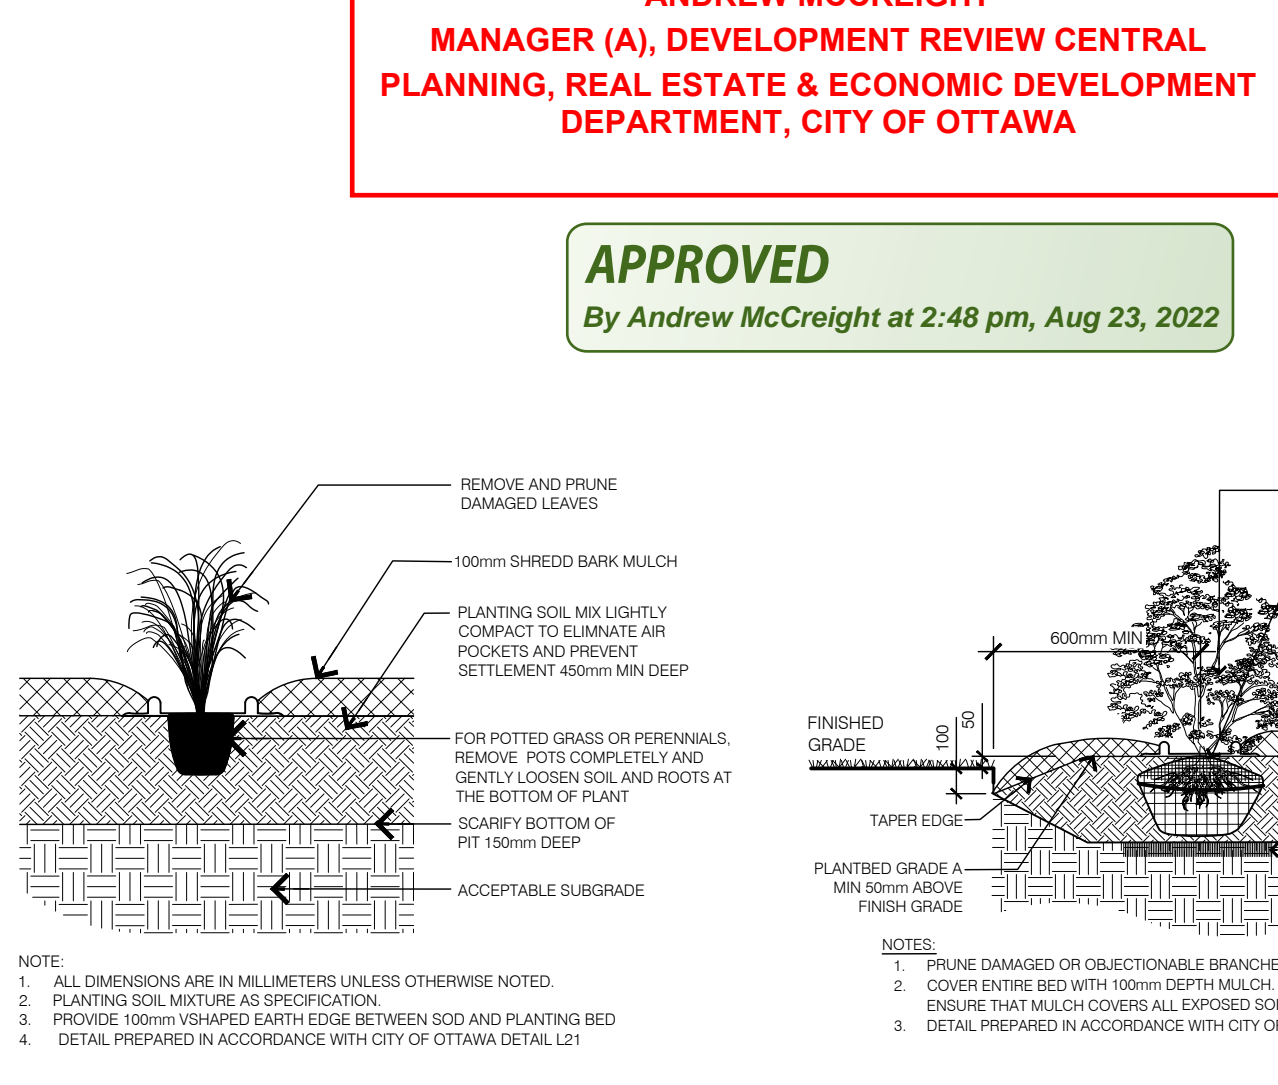 ANDREW MCCREIGHT
MANAGER (A), DEVELOPMENT REVIEW CENTRAL
PLANNING, REAL ESTATE & ECONOMIC DEVELOPMENT
DEPARTMENT, CITY OF OTTAWA
APPROVED
By Andrew McCreight at 2:48 pm, Aug 23, 2022
REMOVE AND PRUNE
DAMAGED LEAVES
100mm SHREDD BARK MULCH
PLANTING SOIL MIX LIGHTLY
COMPACT TO ELIMNATE AIR
POCKETS AND PREVENT
SETTLEMENT 450mm MIN DEEP
FOR POTTED GRASS OR PERENNIALS,
REMOVE POTS COMPLETELY AND
GENTLY LOOSEN SOIL AND ROOTS AT
THE BOTTOM OF PLANT
SCARIFY BOTTOM OF
PIT 150mm DEEP
ACCEPTABLE SUBGRADE
NOTE:
1. ALL DIMENSIONS ARE IN MILLIMETERS UNLESS OTHERWISE NOTED.
2. PLANTING SOIL MIXTURE AS SPECIFICATION.
3. PROVIDE 100mm VSHAPED EARTH EDGE BETWEEN SOD AND PLANTING BED
4. DETAIL PREPARED IN ACCORDANCE WITH CITY OF OTTAWA DETAIL L21
600mm MIN
FINISHED
GRADE
100
50
TAPER EDGE
PLANTBED GRADE A
MIN 50mm ABOVE
FINISH GRADE
NOTES:
1. PRUNE DAMAGED OR OBJECTIONABLE BRANCHE
2. COVER ENTIRE BED WITH 100mm DEPTH MULCH.
ENSURE THAT MULCH COVERS ALL EXPOSED SOI
3. DETAIL PREPARED IN ACCORDANCE WITH CITY OF